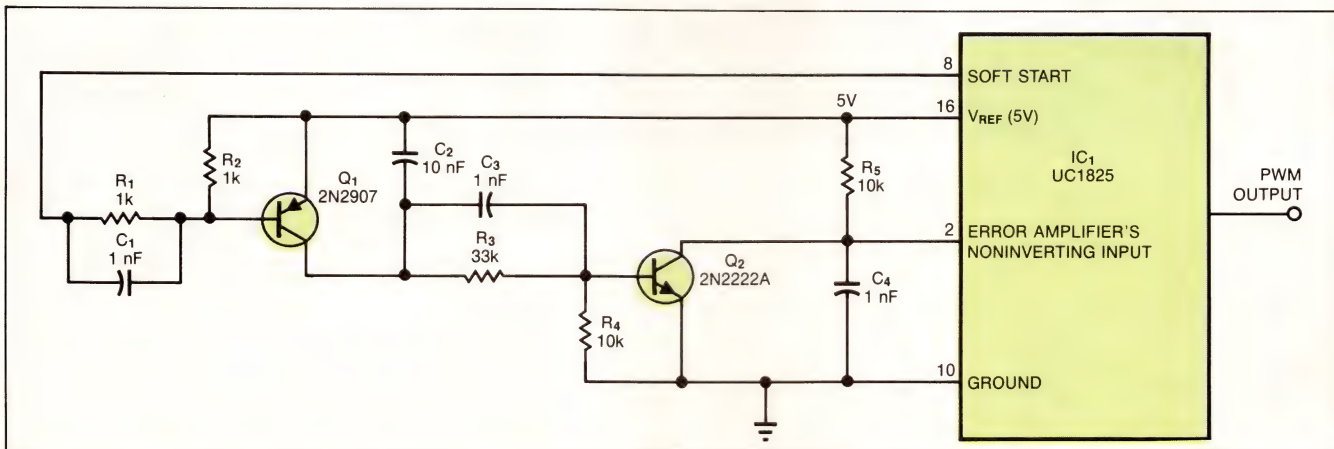 8
SOFT START
5V
16
VREF (5V)
R2
1k
C2
10 nF
C3
1 nF
R5
10k
R1
1k
Q1
2N2907
IC1
UC1825
PWM
OUTPUT
C1
1 nF
R3
33k
2
ERROR AMPLIFIER'S
NONINVERTING INPUT
Q2
2N2222A
C4
1 nF
R4
10k
10
GROUND